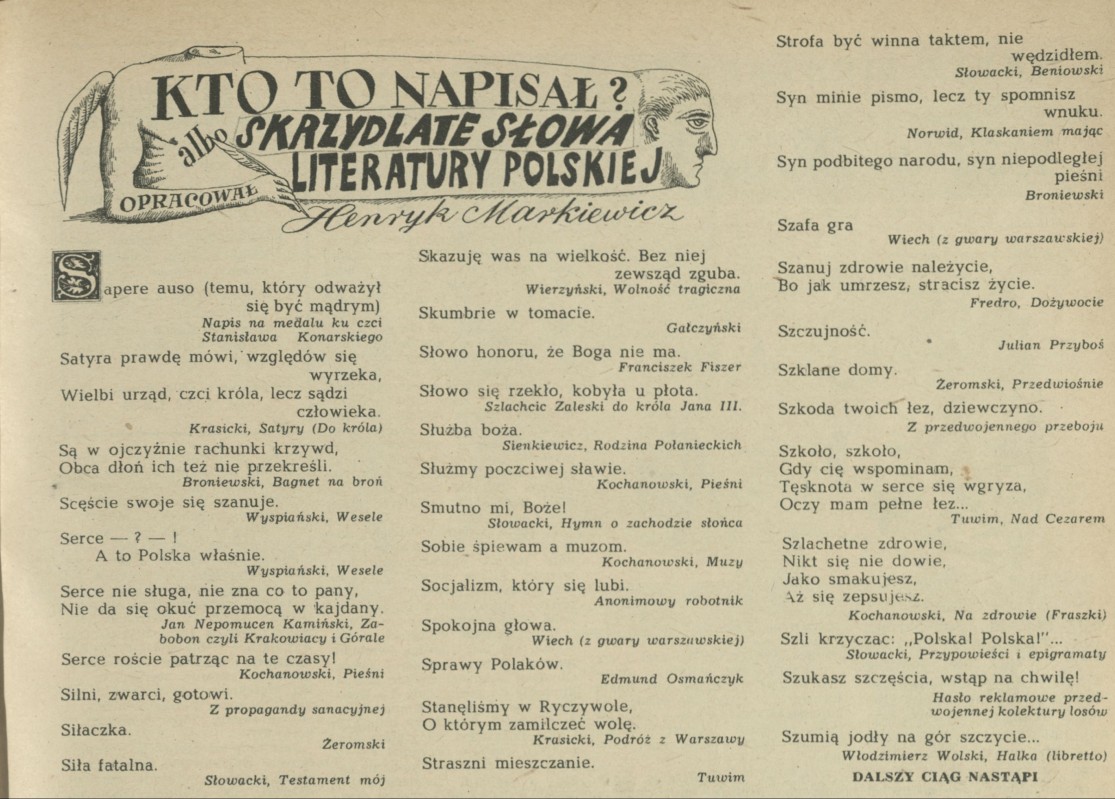 KTO TO NAPISAŁ?
albo SKRZYDLATE SŁOWA
LITERATURY POLSKIEJ
OPRACOWAŁ
Henryk Markiewicz
Sapere auso (temu, który odważył
się być mądrym)
Napis na medalu ku czci
Stanisława Konarskiego
Satyra prawdę mówi, względów się
wyrzeka,
Wielbi urząd, czci króla, lecz sądzi
człowieka.
Krasicki, Satyry (Do króla)
Są w ojczyźnie rachunki krzywd,
Obca dłoń ich też nie przekreśli.
Broniewski, Bagnet na broń
Scęście swoje się szanuje.
Wyspiański, Wesele
Serce — ? — !
A to Polska właśnie.
Wyspiański, Wesele
Serce nie sługa, nie zna co to pany,
Nie da się okuć przemocą w kajdany.
Jan Nepomucen Kamiński, Za-
bobon czyli Krakowiacy i Górale
Serce roście patrząc na te czasy!
Kochanowski, Pieśni
Silni, zwarci, gotowi.
Z propagandy sanacyjnej
Siłaczka.
Żeromski
Siła fatalna.
Słowacki, Testament mój
Skazuję was na wielkość. Bez niej
zewsząd zguba.
Wierzyński, Wolność tragiczna
Skumbrie w tomacie.
Gałczyński
Słowo honoru, że Boga nie ma.
Franciszek Fiszer
Słowo się rzekło, kobyła u płota.
Szlachcic Zaleski do króla Jana III.
Służba boża.
Sienkiewicz, Rodzina Połanieckich
Służmy poczciwej sławie.
Kochanowski, Pieśni
Smutno mi, Boże!
Słowacki, Hymn o zachodzie słońca
Sobie śpiewam a muzom.
Kochanowski, Muzy
Socjalizm, który się lubi.
Anonimowy robotnik
Spokojna głowa.
Wiech (z gwary warszawskiej)
Sprawy Polaków.
Edmund Osmańczyk
Stanęliśmy w Ryczywole,
O którym zamilczeć wolę.
Krasicki, Podróż z Warszawy
Straszni mieszczanie.
Tuwim
Strofa być winna taktem, nie
wędzidłem.
Słowacki, Beniowski
Syn minie pismo, lecz ty spomnisz
wnuku.
Norwid, Klaskaniem mając
Syn podbitego narodu, syn niepodległej
pieśni
Broniewski
Szafa gra
Wiech (z gwary warszawskiej)
Szanuj zdrowie należycie,
Bo jak umrzesz, stracisz życie.
Fredro, Dożywocie
Szczujność.
Julian Przyboś
Szklane domy.
Żeromski, Przedwiośnie
Szkoda twoich łez, dziewczyno.
Z przedwojennego przeboju
Szkoło, szkoło,
Gdy cię wspominam,
Tęsknota w serce się wgryza,
Oczy mam pełne łez...
Tuwim, Nad Cezarem
Szlachetne zdrowie,
Nikt się nie dowie,
Jako smakujesz,
Aż się zepsujesz.
Kochanowski, Na zdrowie (Fraszki)
Szli krzycząc: „Polska! Polska!"...
Słowacki, Przypowieści i epigramaty
Szukasz szczęścia, wstąp na chwilę!
Hasło reklamowe przed-
wojennej kolektury losów
Szumią jodły na gór szczycie...
Włodzimierz Wolski, Halka (libretto)
DALSZY CIĄG NASTĄPI